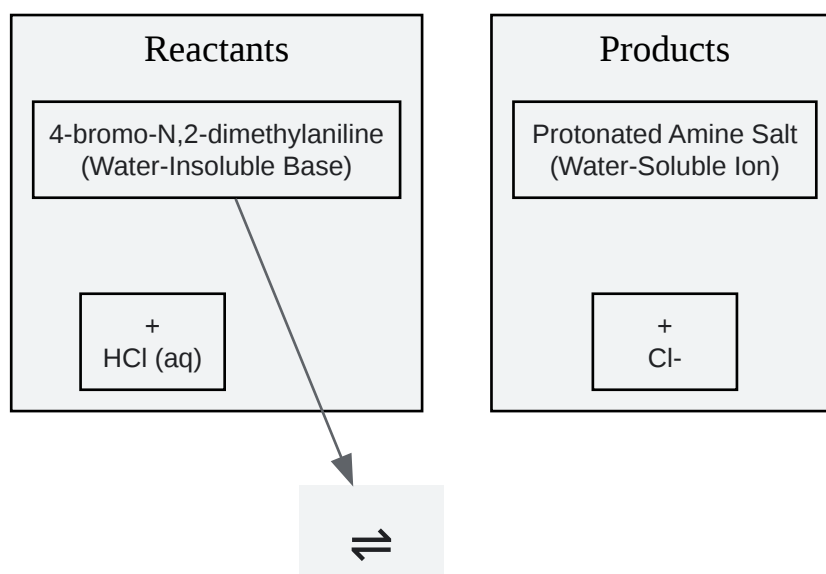 Reactants
4-bromo-N,2-dimethylaniline
(Water-Insoluble Base)
+
HCl (aq)
Products
Protonated Amine Salt
(Water-Soluble Ion)
+
Cl-
⇌